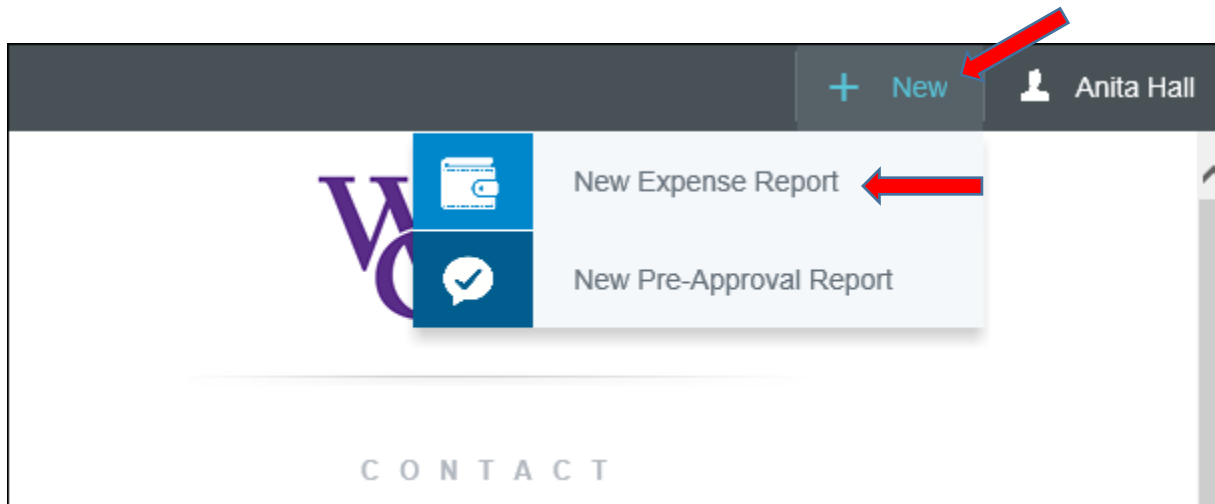 + New Anita Hall
New Expense Report
New Pre-Approval Report
CONTACT